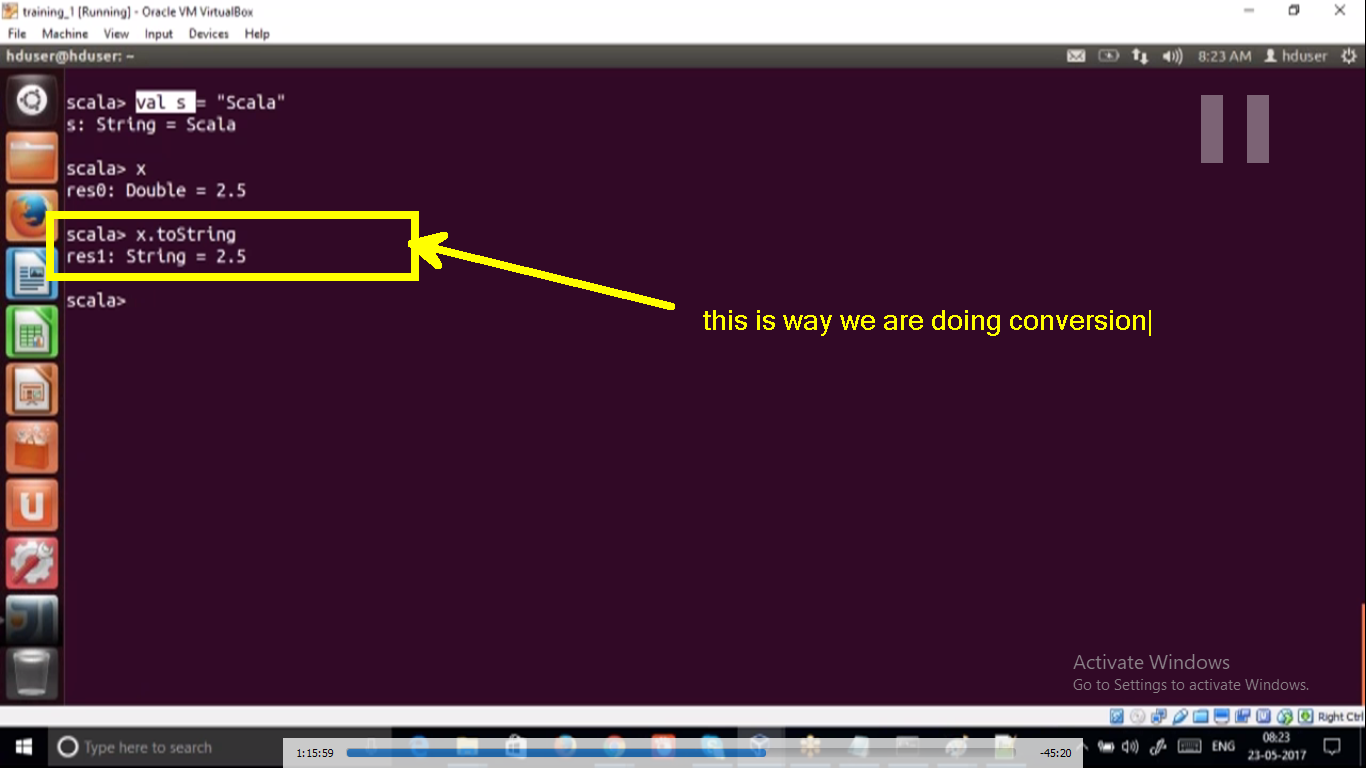 training_1 [Running] - Oracle VM VirtualBox
File Machine View Input Devices Help
hduser@hduser: ~
8:23 AM hduser
scala> val s = "Scala"
s: String = Scala
scala> x
res0: Double = 2.5
scala> x.toString
res1: String = 2.5
scala>
this is way we are doing conversion
Activate Windows
Go to Settings to activate Windows.
Right Ctrl
Type here to search
1:15:59
-45:20
ENG
08:23
23-05-2017